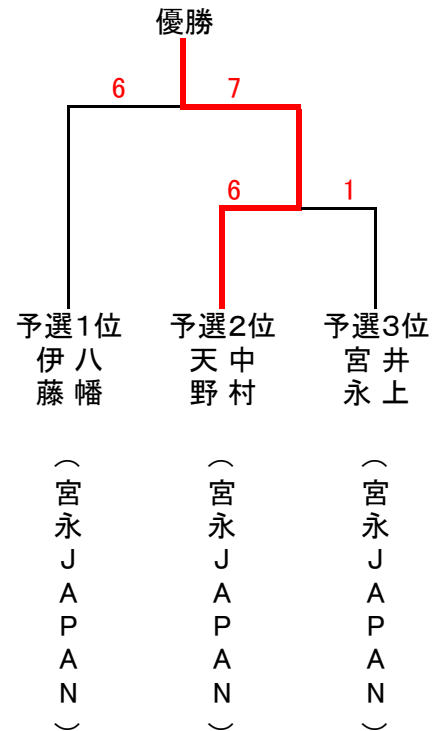 優勝
6 7
6 1
予選1位 予選2位 予選3位
伊 八 天 中 宮 井
藤 幡 野 村 永 上
（宮永JAPAN） （宮永JAPAN） （宮永JAPAN）